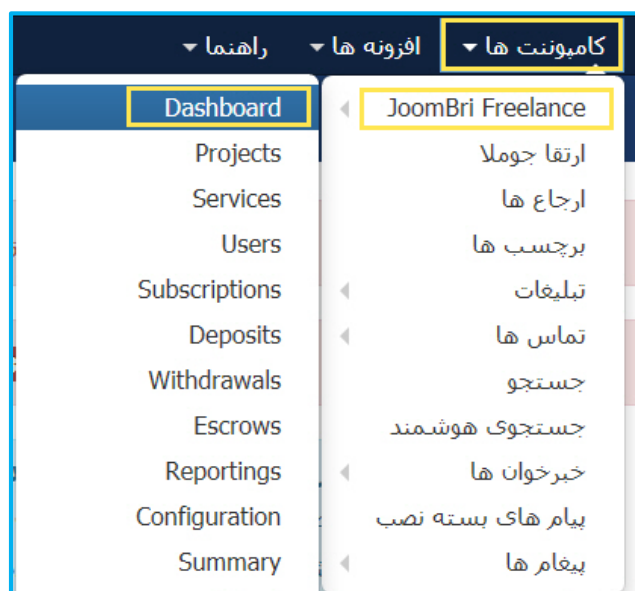 کامپوننت ها
افزونه ها
راهنما
JoomBri Freelance
ارتقا جوملا
ارجاع ها
برچسب ها
تبلیغات
تماس ها
جستجو
جستجوی هوشمند
خبرخوان ها
پیام های بسته نصب
پیغام ها
Dashboard
Projects
Services
Users
Subscriptions
Deposits
Withdrawals
Escrows
Reportings
Configuration
Summary